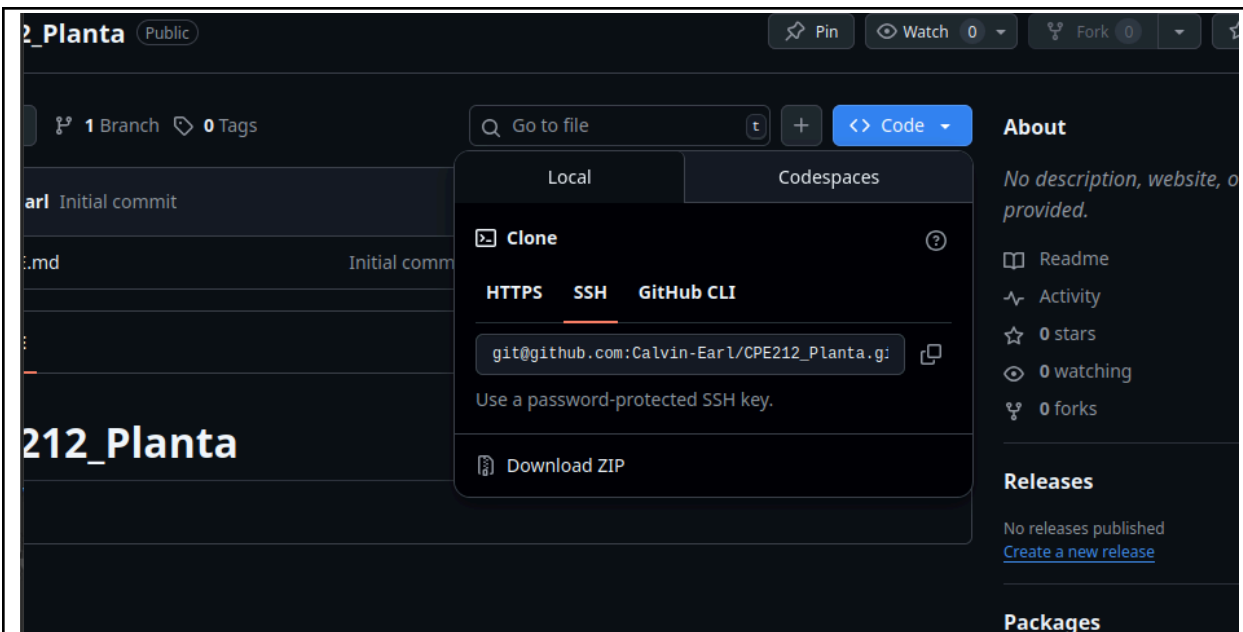 2_Planta Public
Pin
Watch 0
Fork 0
1 Branch 0 Tags
Go to file t
+
<> Code
About
Local
Codespaces
No description, website, o
provided.
arl Initial commit
Clone
.md
Initial comm
Readme
HTTPS SSH GitHub CLI
Activity
git@github.com:Calvin-Earl/CPE212_Planta.gi
0 stars
0 watching
Use a password-protected SSH key.
0 forks
212_Planta
Download ZIP
Releases
No releases published
Create a new release
Packages